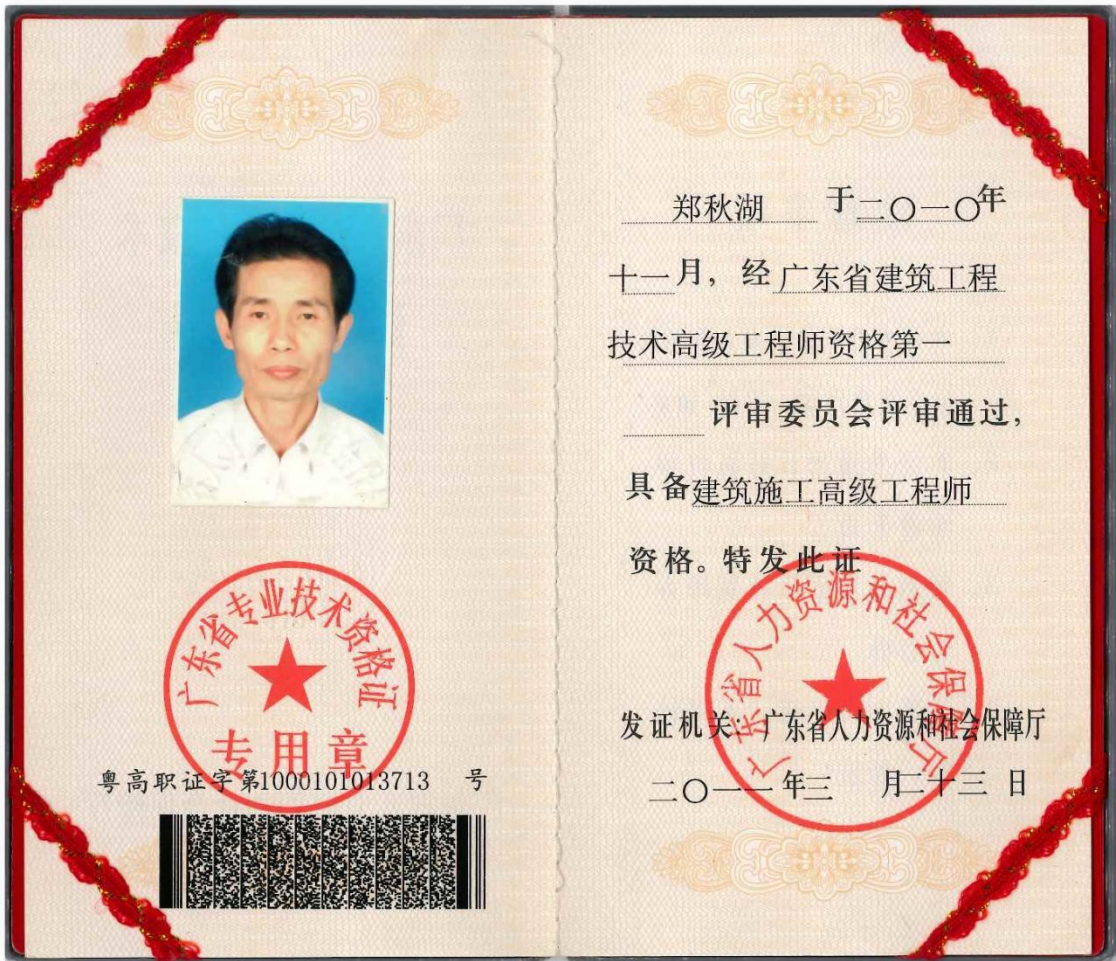 广东省专业技术资格证
专用章
粤高职证字第1000101013713 号
郑秋湖 于二〇一〇年
十一月，经广东省建筑工程
技术高级工程师资格第一
评审委员会评审通过，
具备建筑施工高级工程师
资格。特发此证
广东省人力资源和社会保障厅
发证机关：广东省人力资源和社会保障厅
二〇一一年三 月二十三日